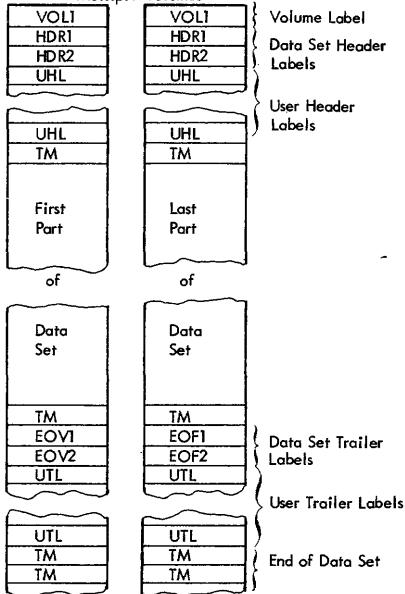 VOL1 VOL1 Volume Label
HDR1 HDR1 Data Set Header
HDR2 HDR2 Labels
UHL UHL
User Header
Labels
UHL UHL
TM TM
First Last
Part Part
of of
Data Data
Set Set
TM TM
EOV1 EOF1 Data Set Trailer
EOV2 EOF2 Labels
UTL UTL
User Trailer Labels
UTL UTL
TM TM End of Data Set
TM TM